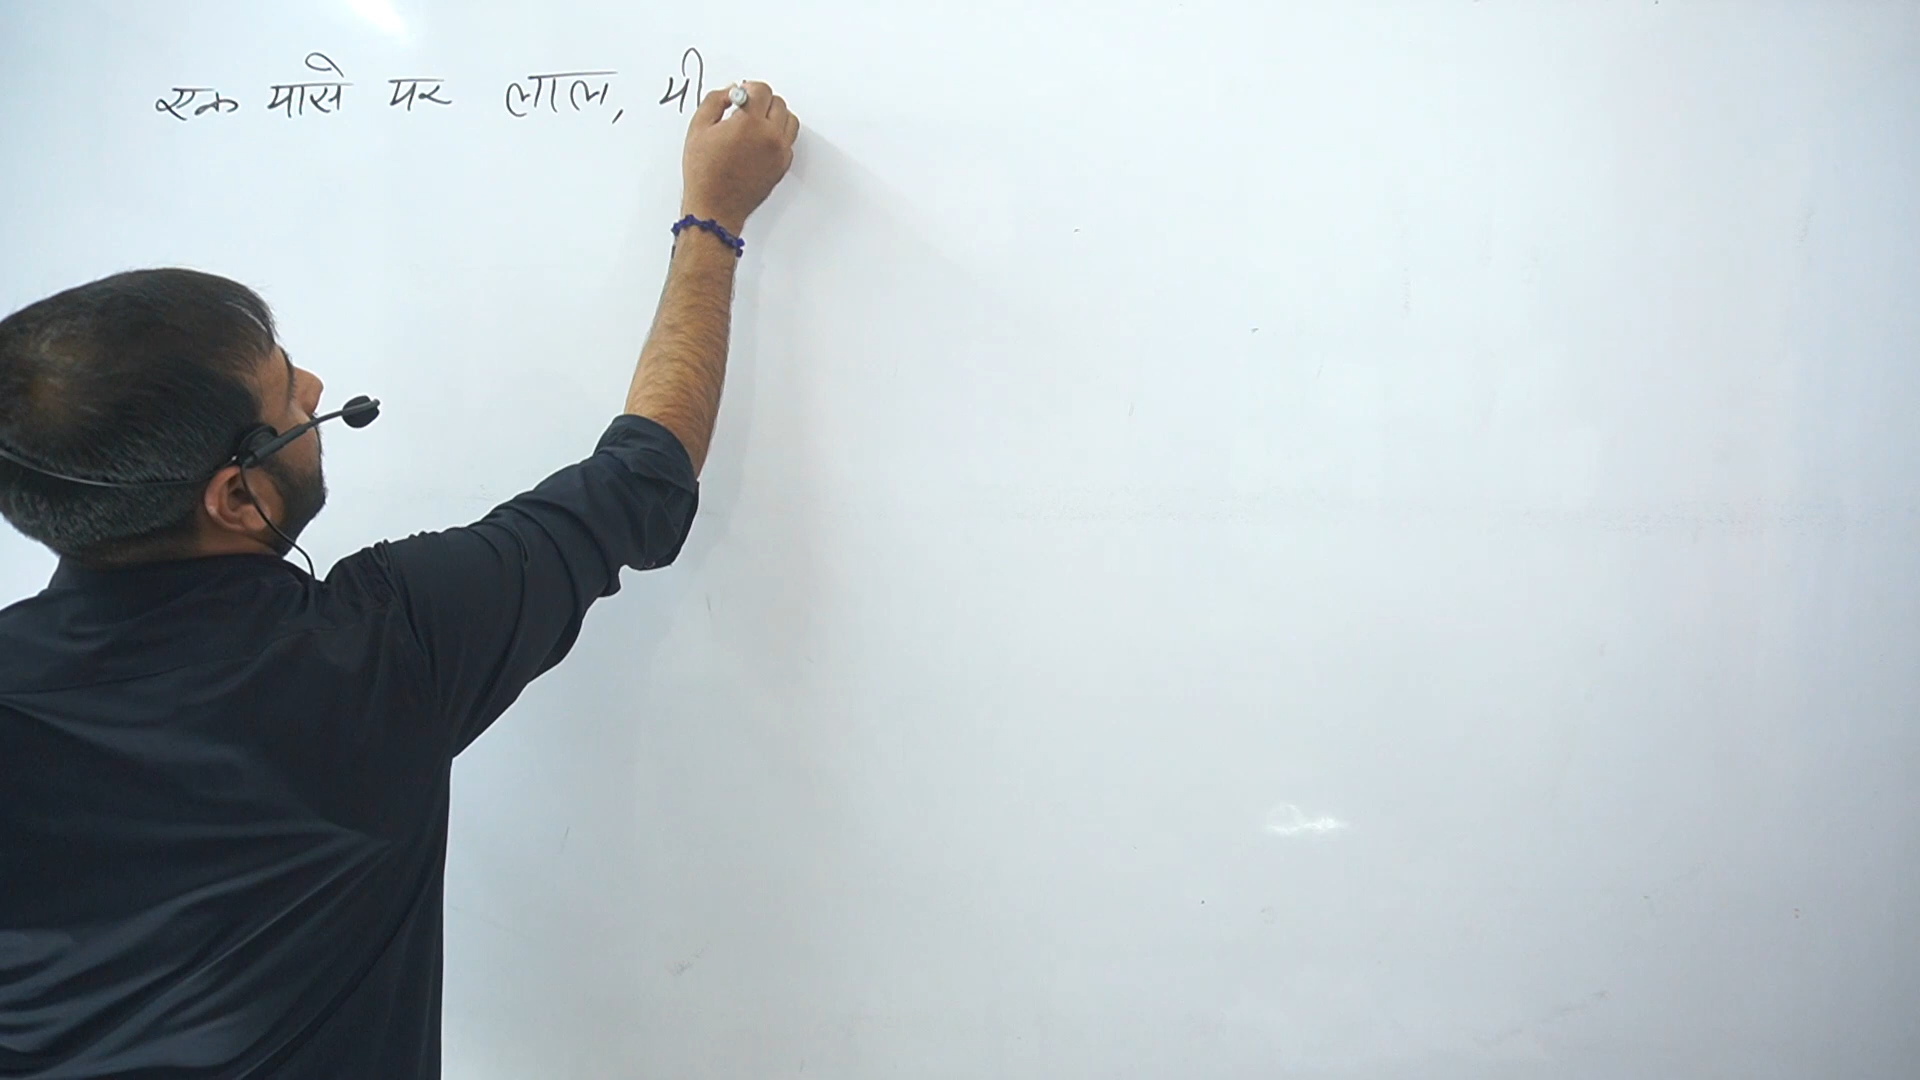 एक पासे पर लाल, पी